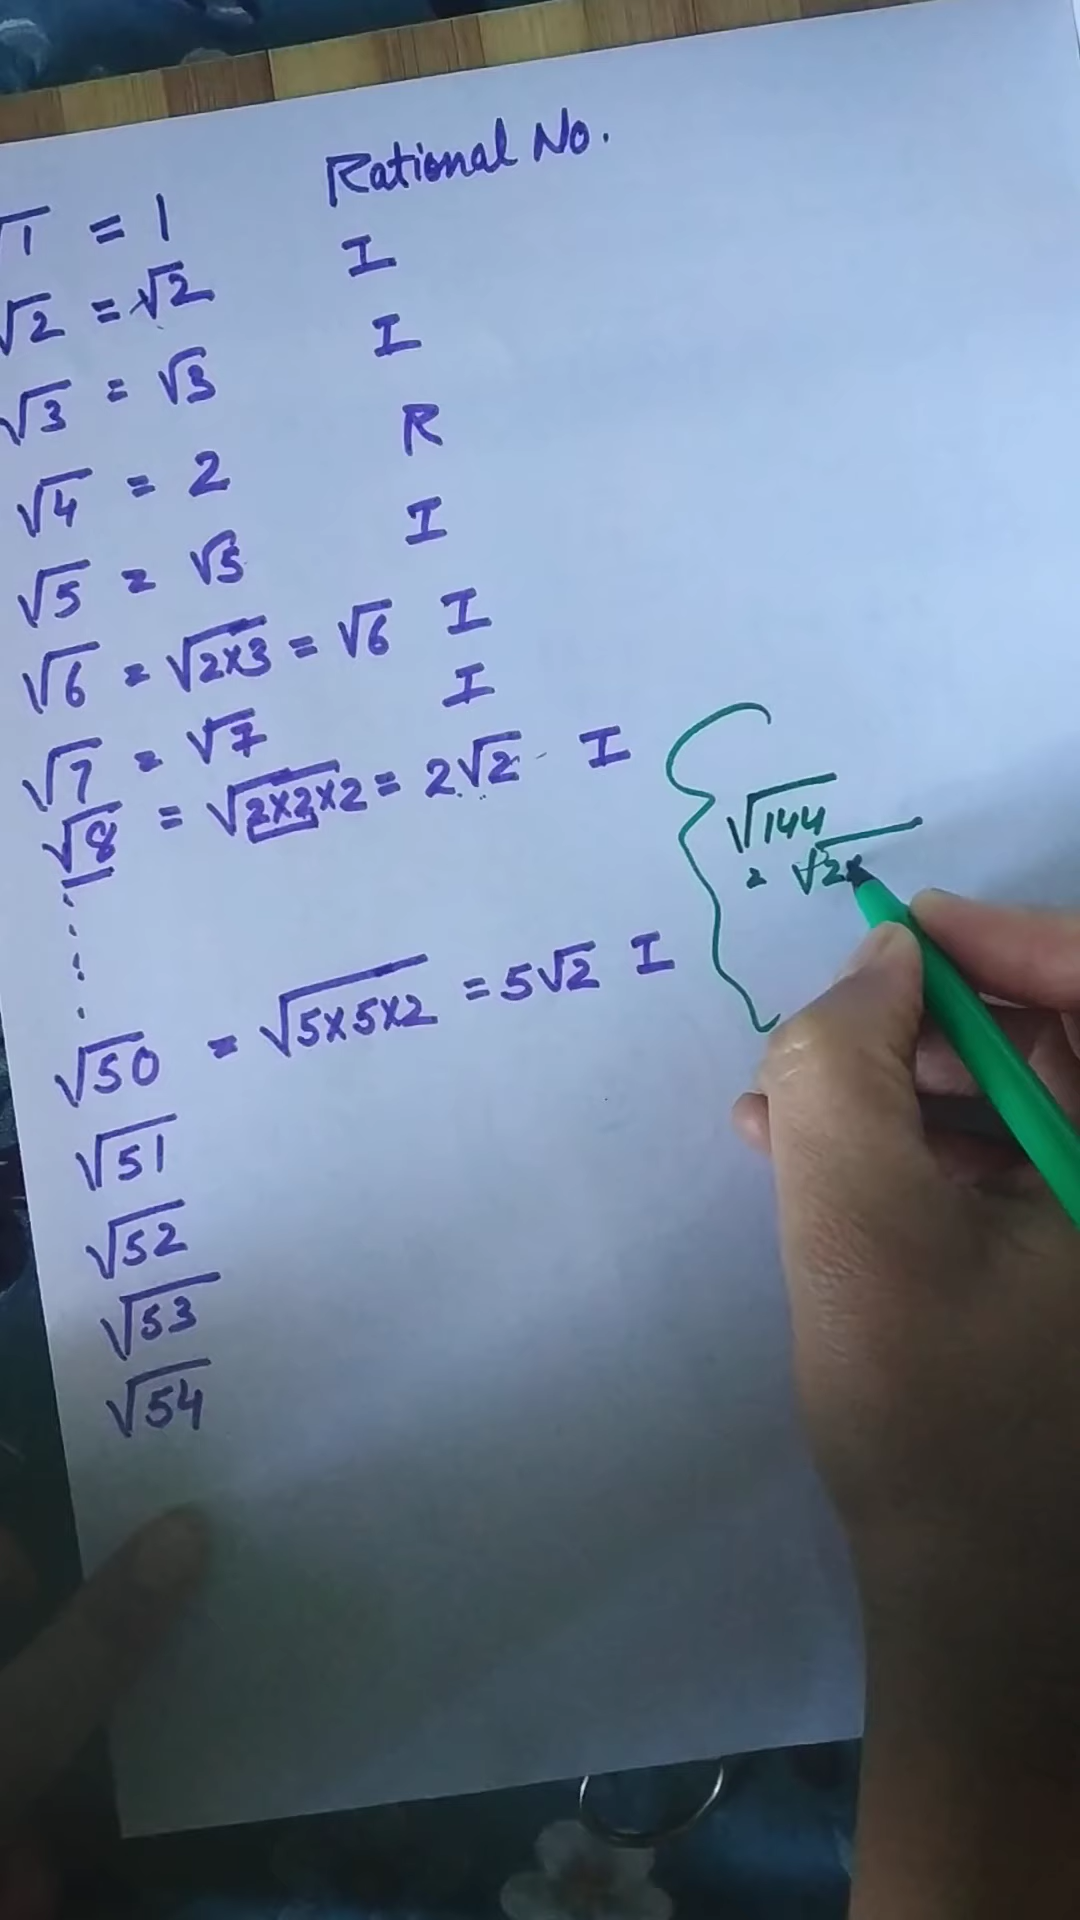 Rational No.
√1 = 1
√2 = √2 I
√3 = √3 I
√4 = 2 R
√5 = √5 I
√6 = √2×3 = √6 I
√7 = √7 I
√8 = √2×2×2 = 2√2 I
√144
= √2×
√50 = √5×5×2 = 5√2 I
√51
√52
√53
√54